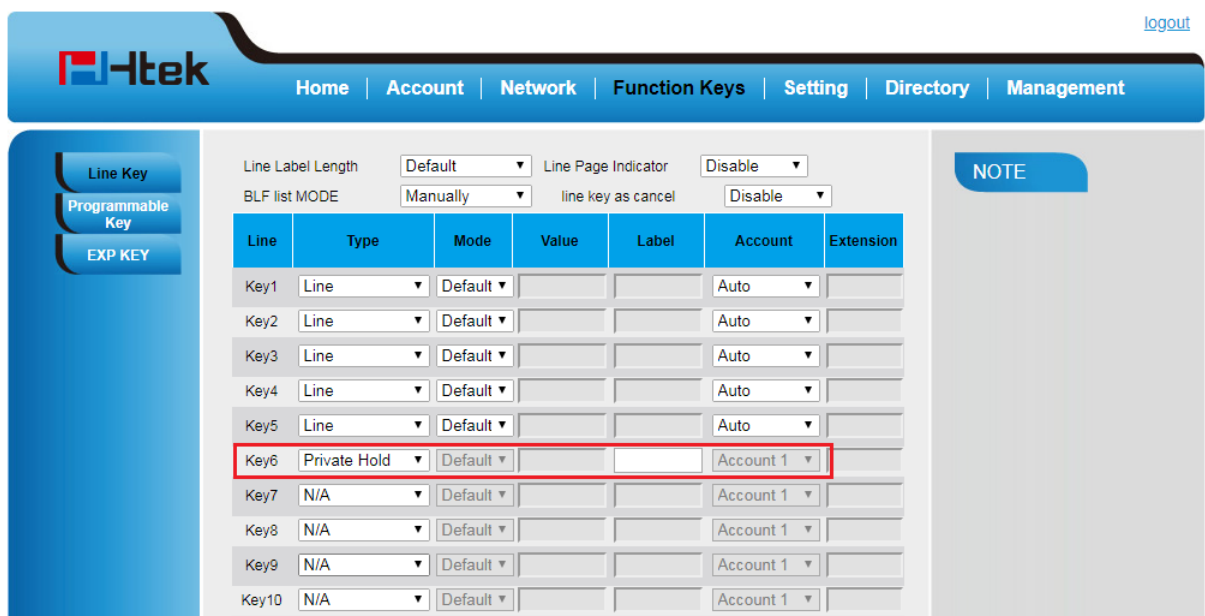 logout
Htek
Home Account Network Function Keys Setting Directory Management
Line Key
Programmable
Key
EXP KEY
Line Label Length Default Line Page Indicator Disable
BLF list MODE Manually line key as cancel Disable
Line Type Mode Value Label Account Extension
Key1 Line Default Auto
Key2 Line Default Auto
Key3 Line Default Auto
Key4 Line Default Auto
Key5 Line Default Auto
Key6 Private Hold Default Account 1
Key7 N/A Default Account 1
Key8 N/A Default Account 1
Key9 N/A Default Account 1
Key10 N/A Default Account 1
NOTE